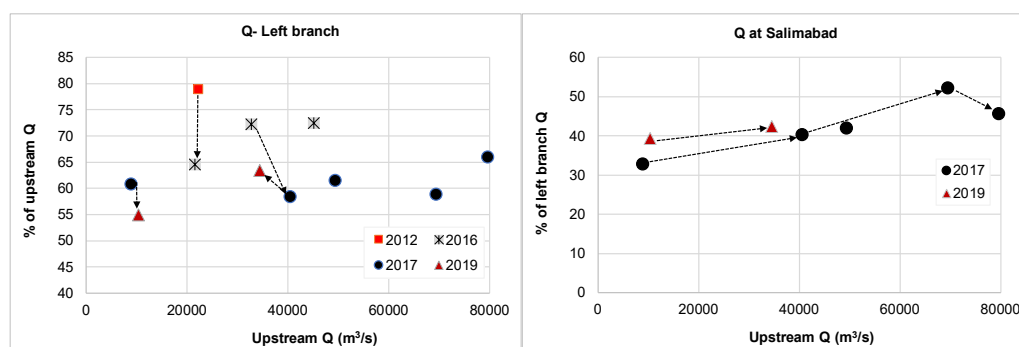 Q- Left branch
% of upstream Q
85
80
75
70
65
60
55
50
45
40
0 20000 40000 60000 80000
Upstream Q (m³/s)
2012 2016
2017 2019
Q at Salimabad
% of left branch Q
60
50
40
30
20
10
0
0 20000 40000 60000 80000
Upstream Q (m³/s)
2017
2019